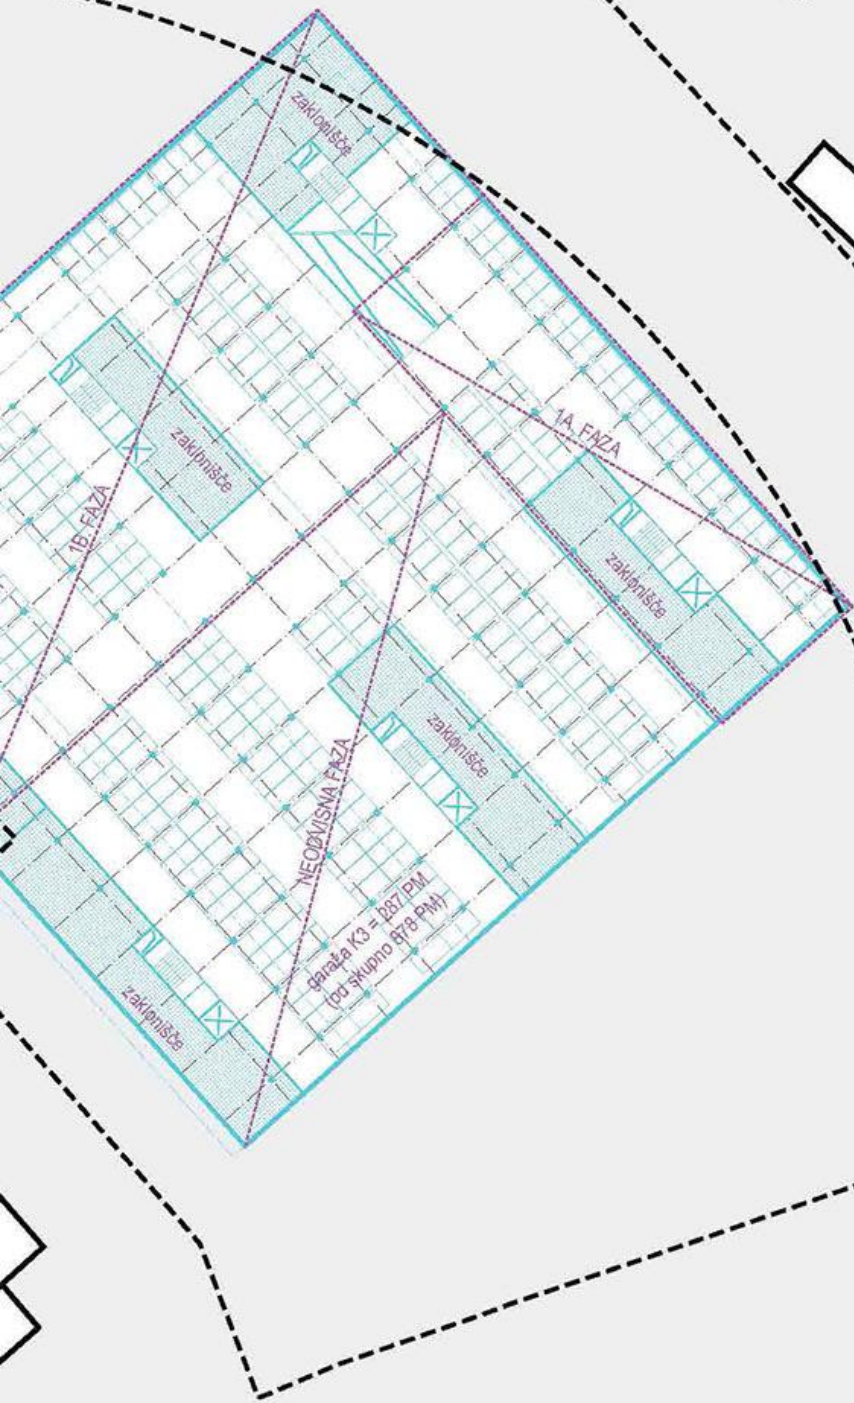 zaklonišče
1A. FAZA
zaklonišče
1B. FAZA
zaklonišče
zaklonišče
NEODVISNA FAZA
garaža K3 = 287 PM
(od skupno 878 PM)
zaklonišče